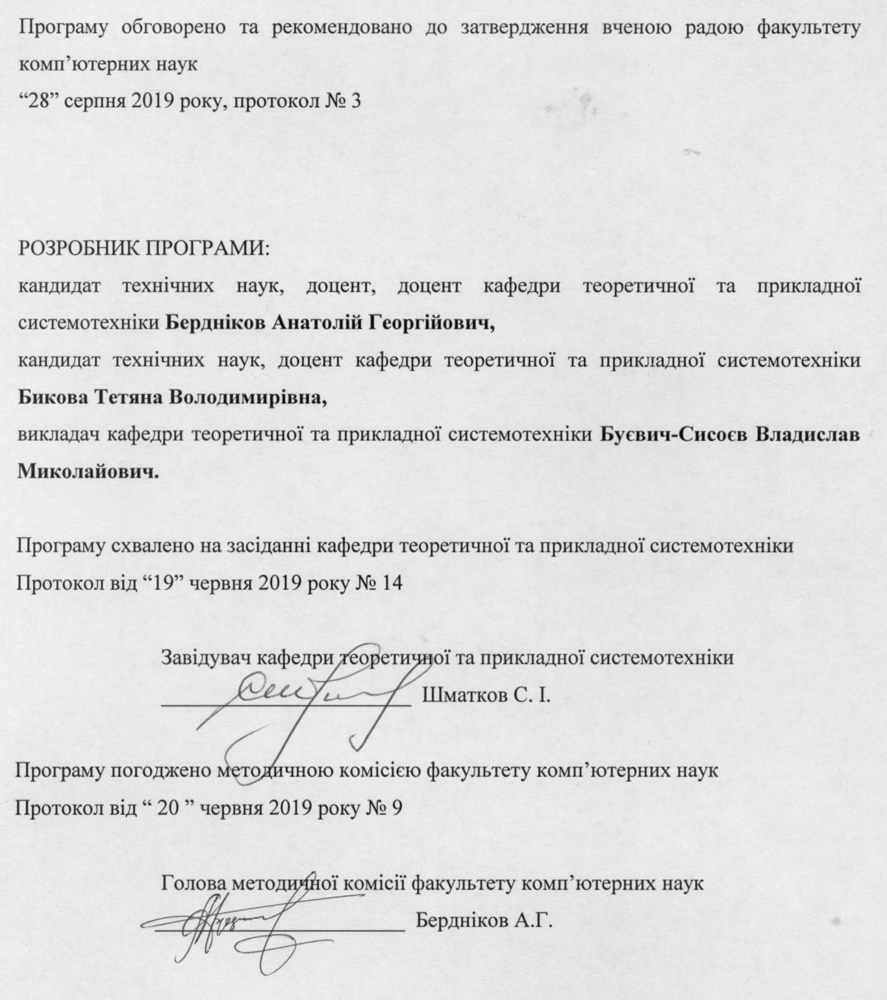 Програму обговорено та рекомендовано до затвердження вченою радою факультету
комп’ютерних наук
“28” серпня 2019 року, протокол № 3
РОЗРОБНИК ПРОГРАМИ:
кандидат технічних наук, доцент, доцент кафедри теоретичної та прикладної
системотехніки Бердніков Анатолій Георгійович,
кандидат технічних наук, доцент кафедри теоретичної та прикладної системотехніки
Бикова Тетяна Володимирівна,
викладач кафедри теоретичної та прикладної системотехніки Буєвич-Сисоєв Владислав
Миколайович.
Програму схвалено на засіданні кафедри теоретичної та прикладної системотехніки
Протокол від “19” червня 2019 року № 14
Завідувач кафедри теоретичної та прикладної системотехніки
Шматков С. І.
Програму погоджено методичною комісією факультету комп’ютерних наук
Протокол від “ 20 ” червня 2019 року № 9
Голова методичної комісії факультету комп’ютерних наук
Бердніков А.Г.